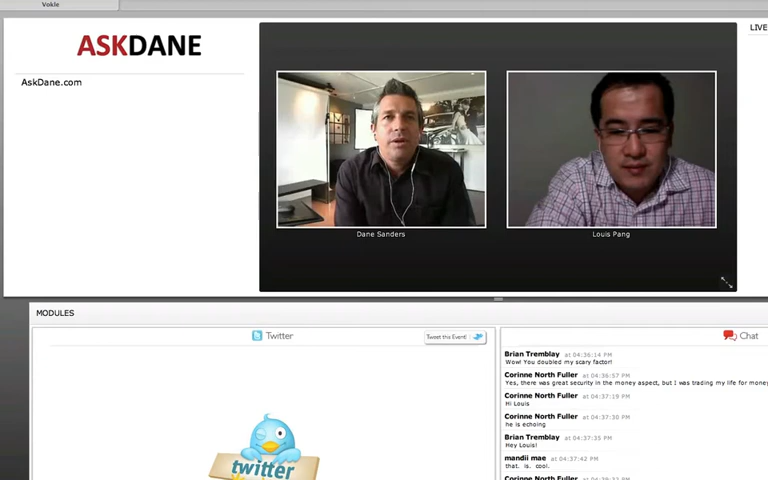 Vokle
ASKDANE
AskDane.com
LIVE
Dane Sanders
Louis Pang
MODULES
Twitter
Tweet this Event!
twitter
Chat
Brian Tremblay at 04:36:14 PM
Wow! You doubled my scary factor!
Corinne North Fuller at 04:36:57 PM
Yes, there was great security in the money aspect, but I was trading my life for money
Corinne North Fuller at 04:37:19 PM
Hi Louis
Corinne North Fuller at 04:37:30 PM
he is echoing
Brian Tremblay at 04:37:35 PM
Hey Louis!
mandii mae at 04:37:42 PM
that. is. cool.
Corinne North Fuller